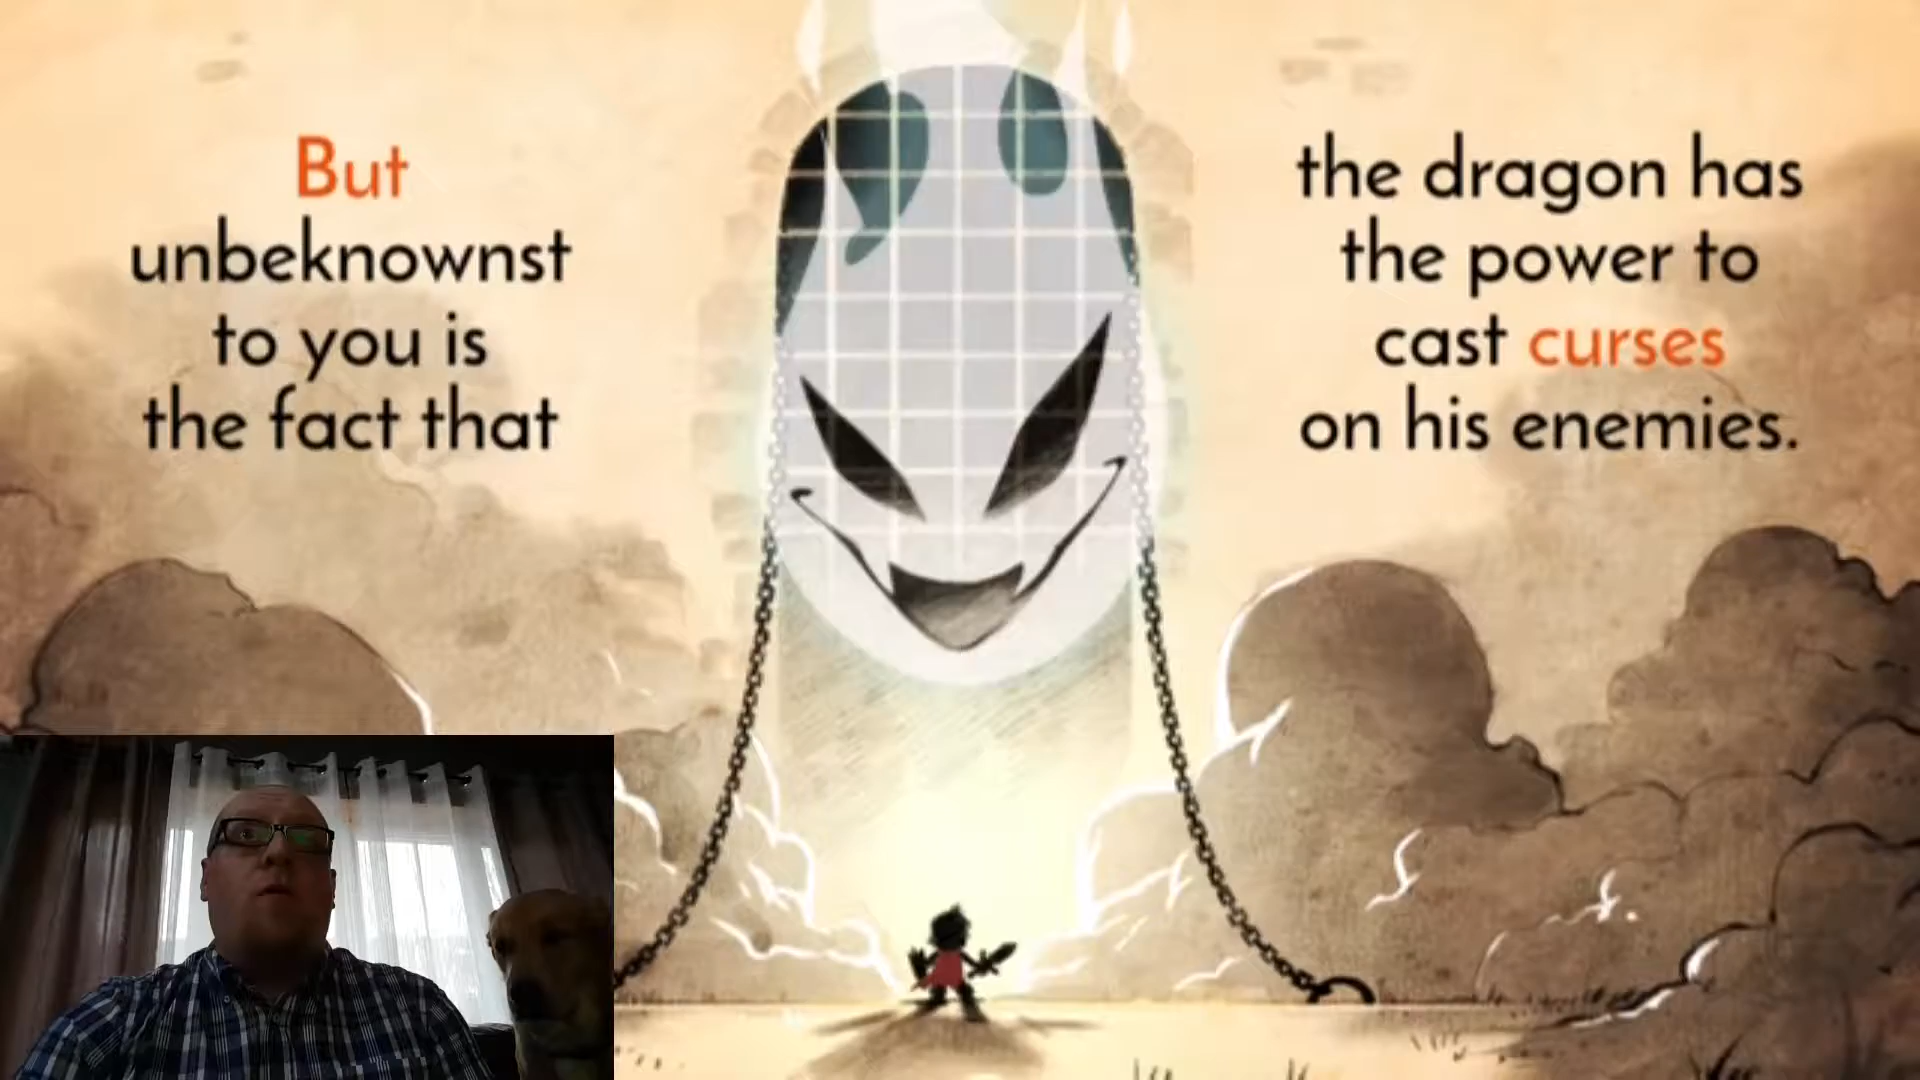 But
unbeknownst
to you is
the fact that
the dragon has
the power to
cast curses
on his enemies.